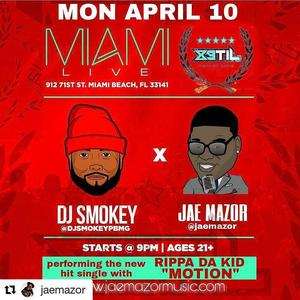 MON APRIL 10
MIAMI
LIVE
912 71ST ST. MIAMI BEACH, FL 33141
X
DJ SMOKEY
@DJSMOKEYPBMG
JAE MAZOR
@jaemazor
STARTS @ 9PM | AGES 21+
performing the new
hit single with
RIPPA DA KID
"MOTION"
www.jaemazormusic.com
jaemazor